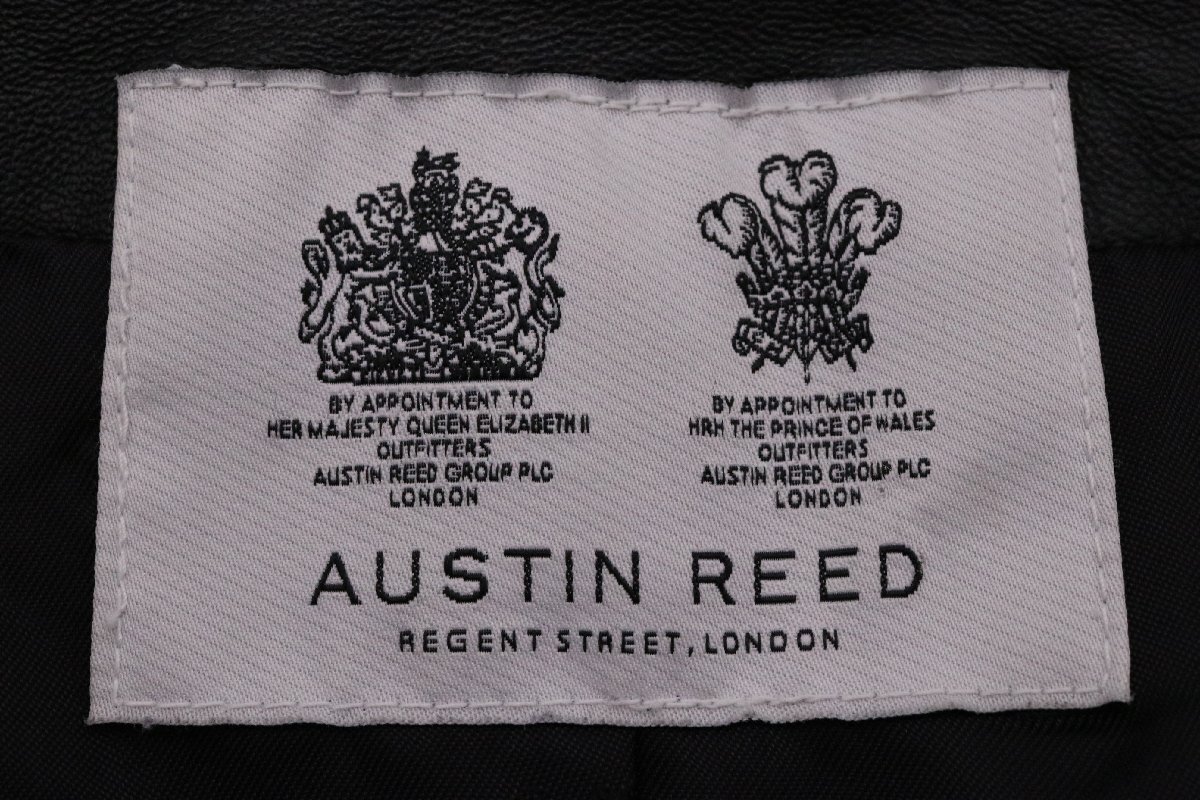 BY APPOINTMENT TO
HER MAJESTY QUEEN ELIZABETH II
OUTFITTERS
AUSTIN REED GROUP PLC
LONDON
BY APPOINTMENT TO
HRH THE PRINCE OF WALES
OUTFITTERS
AUSTIN REED GROUP PLC
LONDON
AUSTIN REED
REGENT STREET, LONDON